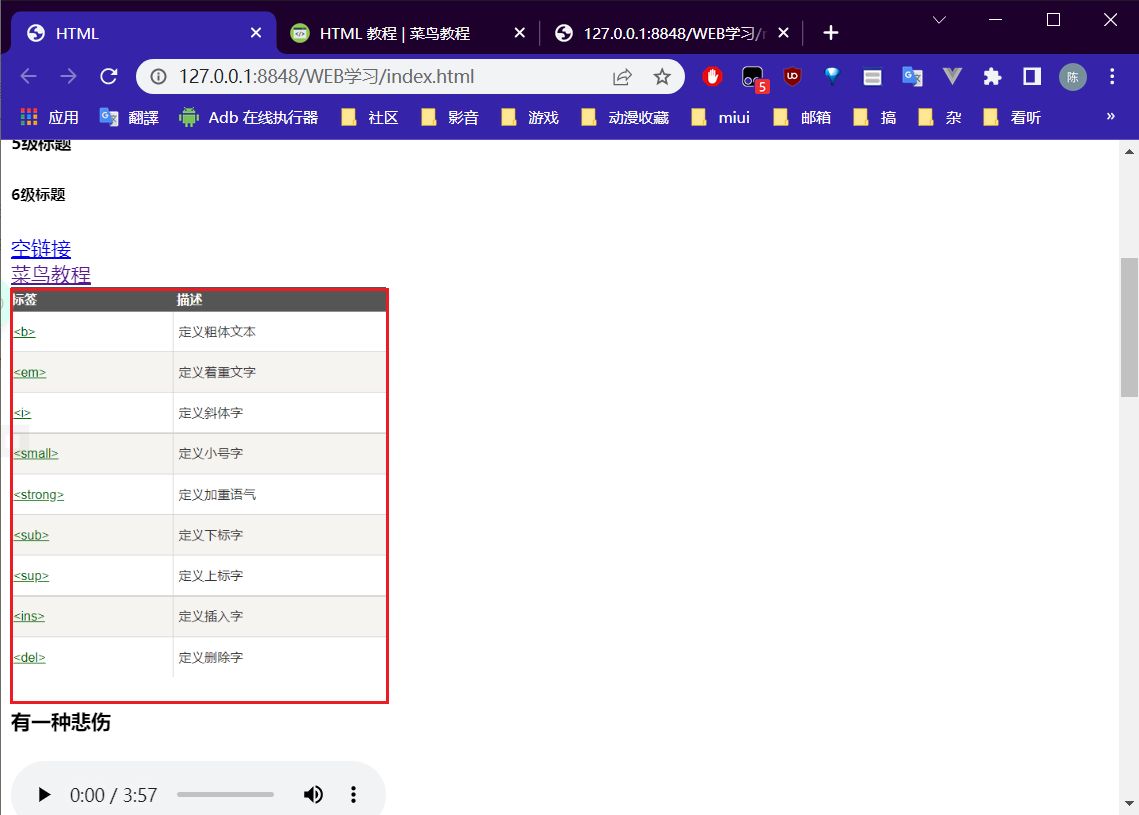 HTML
HTML 教程 | 菜鸟教程
127.0.0.1:8848/WEB学习/
127.0.0.1:8848/WEB学习/index.html
5
陈
应用
翻譯
Adb 在线执行器
社区
影音
游戏
动漫收藏
miui
邮箱
搞
杂
看听
»
5级标题
6级标题
空链接
菜鸟教程
标签 描述
<b> 定义粗体文本
<em> 定义着重文字
<i> 定义斜体字
<small> 定义小号字
<strong> 定义加重语气
<sub> 定义下标字
<sup> 定义上标字
<ins> 定义插入字
<del> 定义删除字
有一种悲伤
0:00 / 3:57